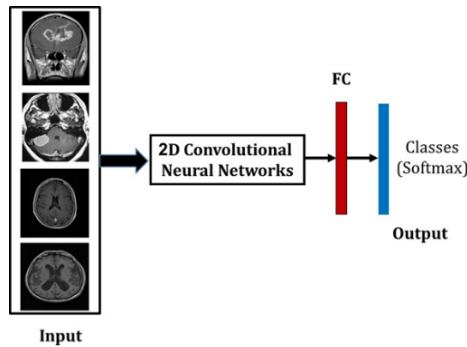 FC
2D Convolutional
Neural Networks
Classes
(Softmax)
Output
Input